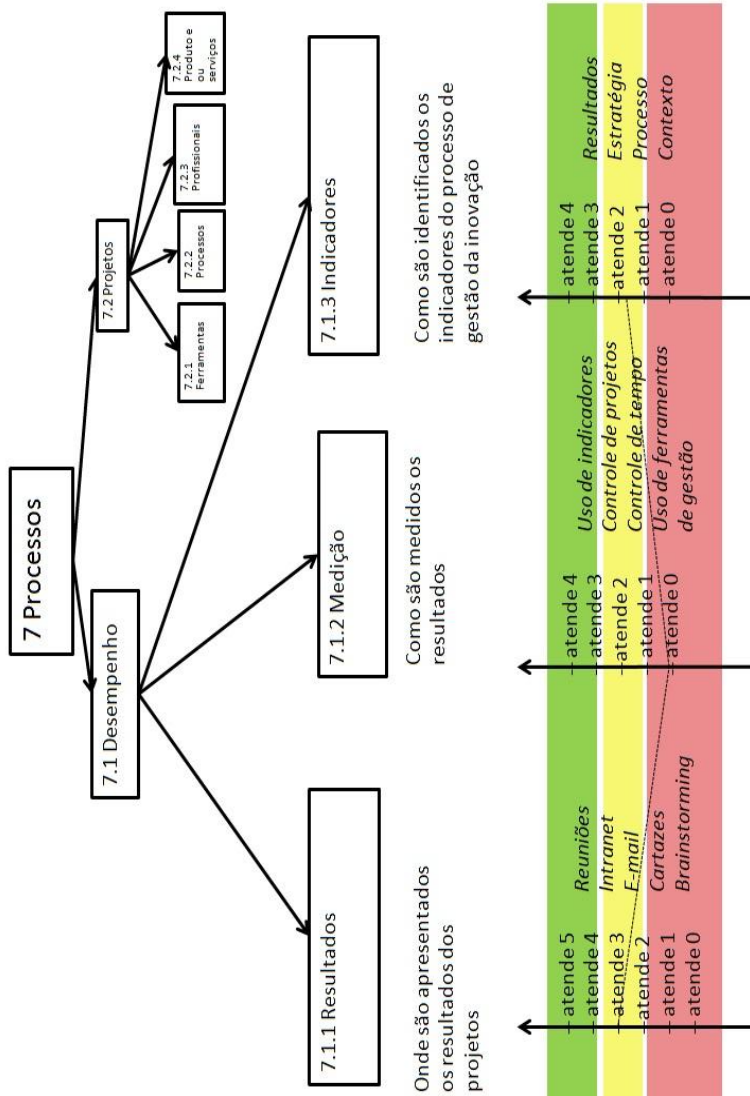 7 Processos
7.1 Desempenho
7.2 Projetos
7.2.1
Ferramentas
7.2.2
Processos
7.2.3
Profissionais
7.2.4
Produto e
ou
serviços
7.1.1 Resultados
7.1.2 Medição
7.1.3 Indicadores
Onde são apresentados
os resultados dos
projetos
Como são medidos os
resultados
Como são identificados os
indicadores do processo de
gestão da inovação
atende 5
atende 4
atende 3
atende 2
atende 1
atende 0
Reuniões
Intranet
E-mail
Cartazes
Brainstorming
atende 4
atende 3
atende 2
atende 1
atende 0
Uso de indicadores
Controle de projetos
Controle de tempo
Uso de ferramentas
de gestão
atende 4
atende 3
atende 2
atende 1
atende 0
Resultados
Estratégia
Processo
Contexto